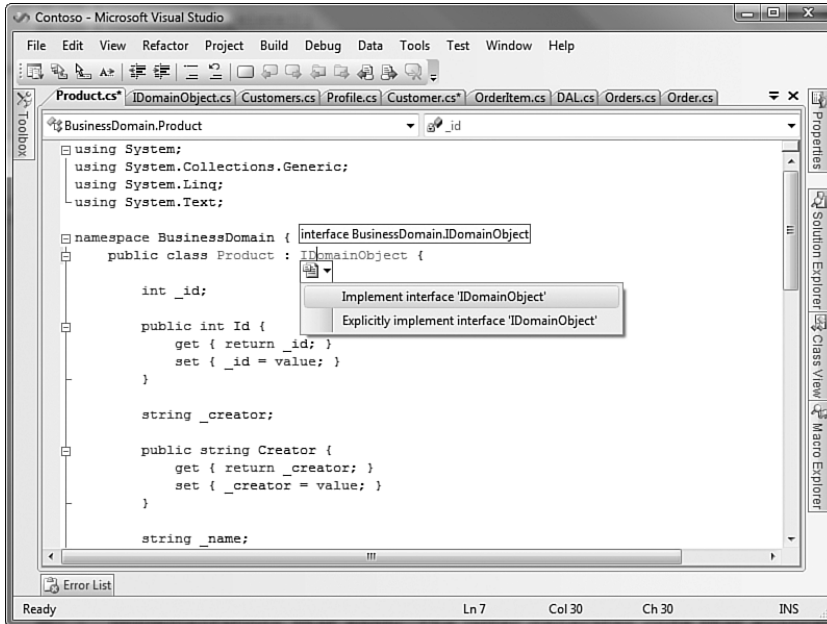 Contoso - Microsoft Visual Studio
File Edit View Refactor Project Build Debug Data Tools Test Window Help
Product.cs* IDomainObject.cs Customers.cs Profile.cs Customer.cs* OrderItem.cs DAL.cs Orders.cs Order.cs
Toolbox
BusinessDomain.Product _id
using System;
using System.Collections.Generic;
using System.Linq;
using System.Text;
namespace BusinessDomain {
interface BusinessDomain.IDomainObject
public class Product : IDomainObject {
Implement interface 'IDomainObject'
Explicitly implement interface 'IDomainObject'
int _id;
public int Id {
get { return _id; }
set { _id = value; }
}
string _creator;
public string Creator {
get { return _creator; }
set { _creator = value; }
}
string _name;
Properties
Solution Explorer
Class View
Macro Explorer
Error List
Ready Ln 7 Col 30 Ch 30 INS